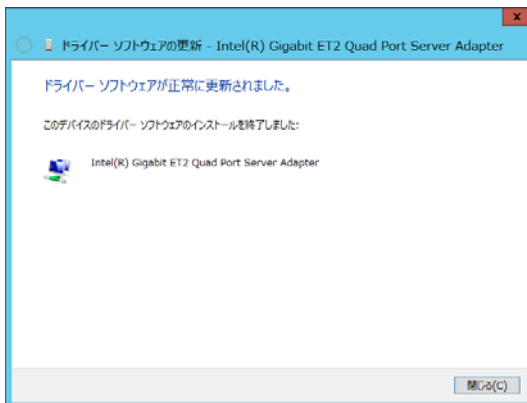 x
ドライバー ソフトウェアの更新 - Intel(R) Gigabit ET2 Quad Port Server Adapter
ドライバー ソフトウェアが正常に更新されました。
このデバイスのドライバー ソフトウェアのインストールを終了しました:
Intel(R) Gigabit ET2 Quad Port Server Adapter
閉じる(C)